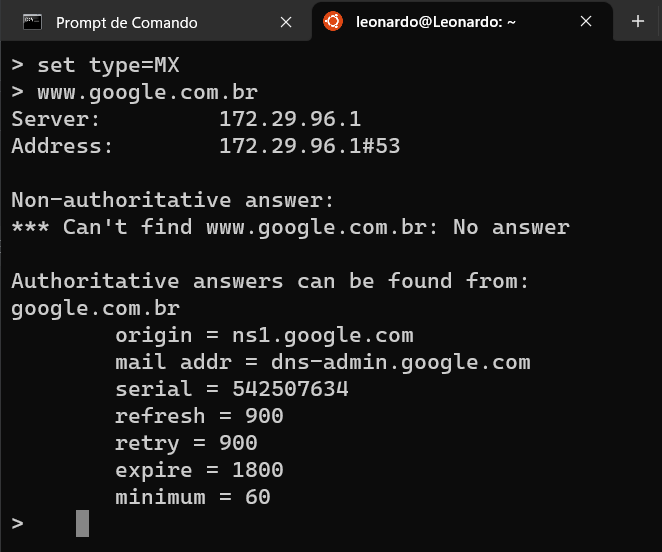 Prompt de Comando
leonardo@Leonardo: ~
> set type=MX
> www.google.com.br
Server:         172.29.96.1
Address:        172.29.96.1#53
Non-authoritative answer:
*** Can't find www.google.com.br: No answer
Authoritative answers can be found from:
google.com.br
        origin = ns1.google.com
        mail addr = dns-admin.google.com
        serial = 542507634
        refresh = 900
        retry = 900
        expire = 1800
        minimum = 60
>